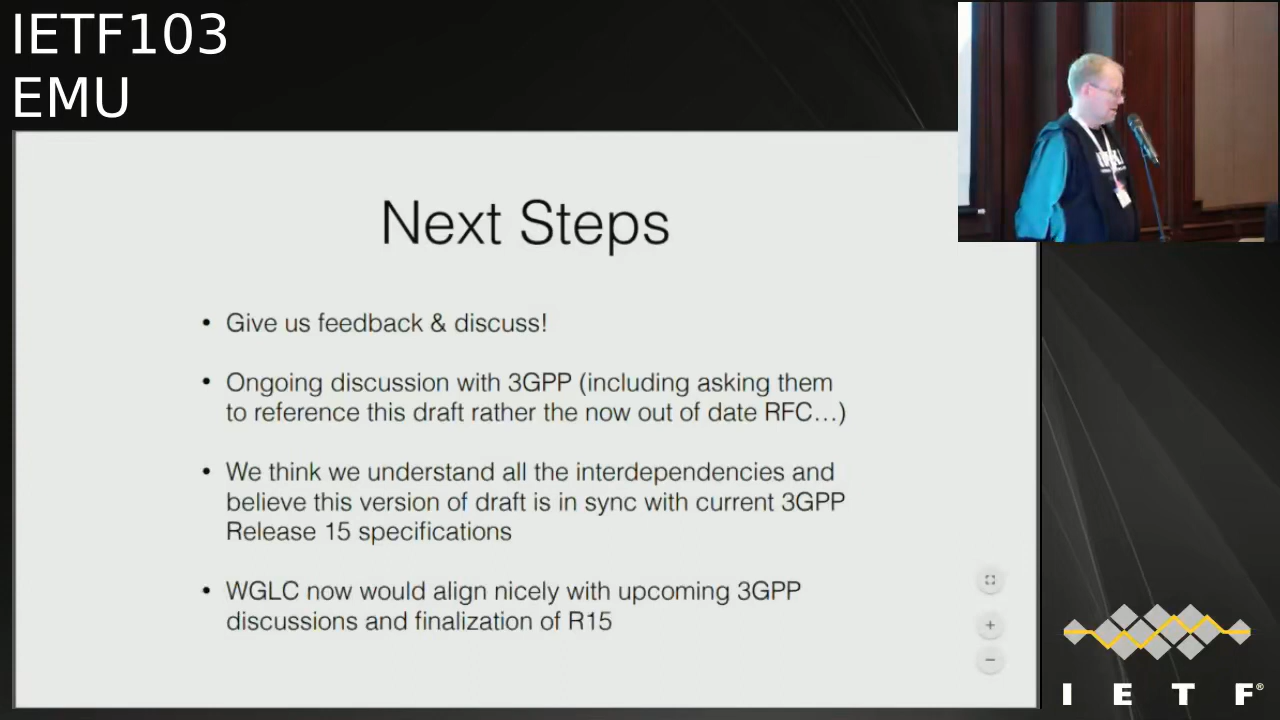 IETF103
EMU
Next Steps
• Give us feedback & discuss!
• Ongoing discussion with 3GPP (including asking them
to reference this draft rather the now out of date RFC…)
• We think we understand all the interdependencies and
believe this version of draft is in sync with current 3GPP
Release 15 specifications
• WGLC now would align nicely with upcoming 3GPP
discussions and finalization of R15
I E T F®